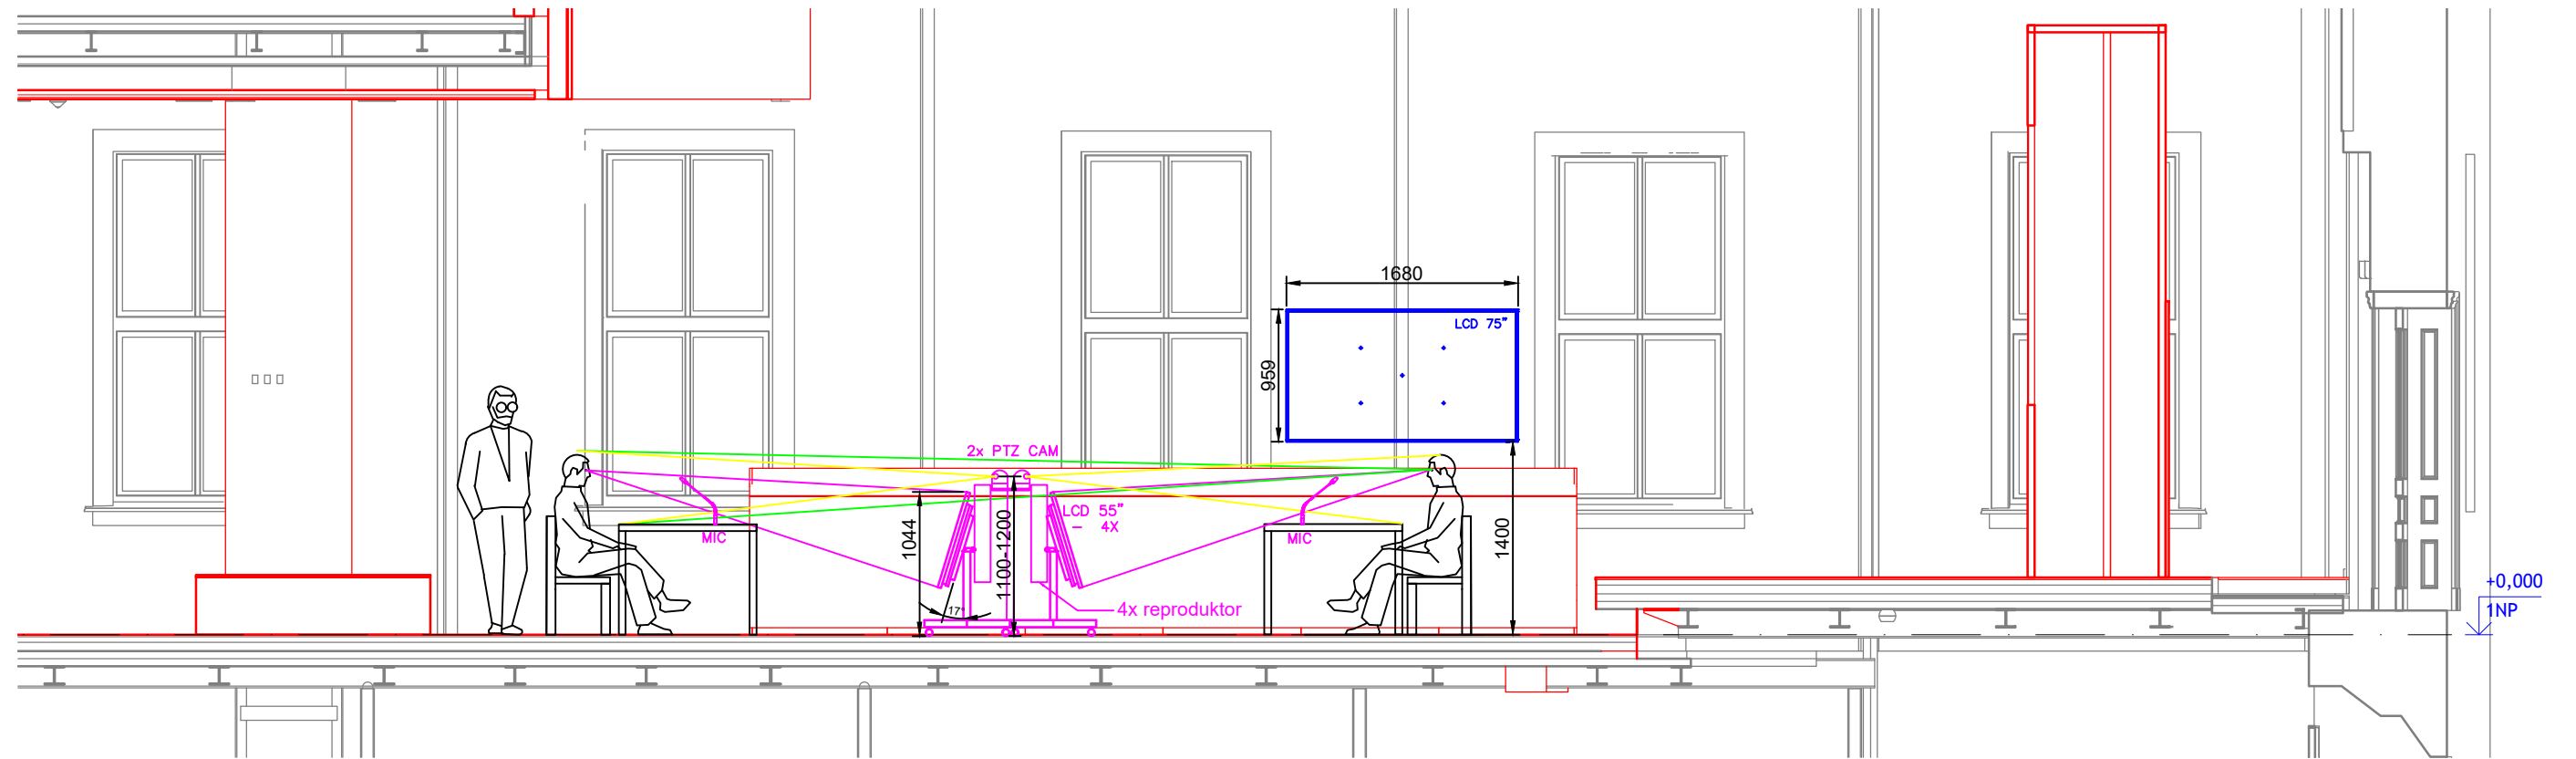 1680
LCD 75"
959
2x PTZ CAM
LCD 55"
- 4X
1044
1100-1200
1400
MIC
MIC
17°
4x reproduktor
+0,000
1NP